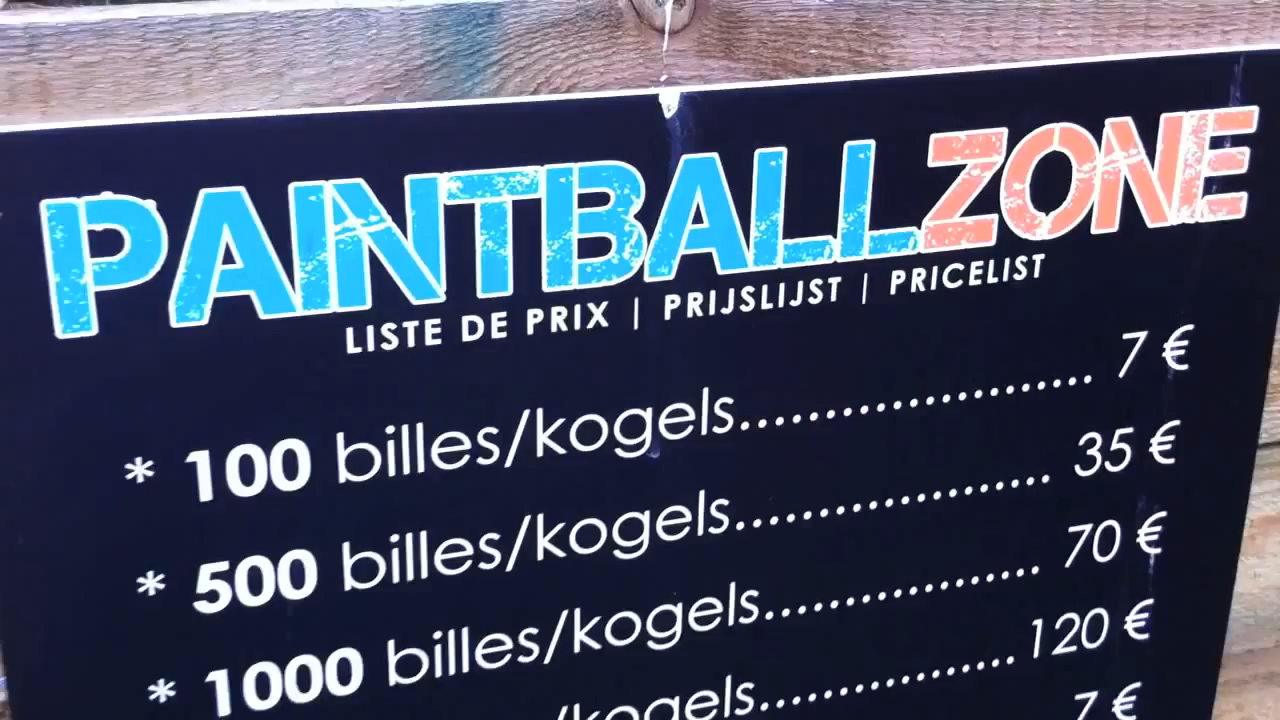 PAINTBALLZONE
LISTE DE PRIX | PRIJSLIJST | PRICELIST
* 100 billes/kogels....................... 7 €
* 500 billes/kogels..................... 35 €
* 1000 billes/kogels.................... 70 €
/kogels................... 120 €
7 €